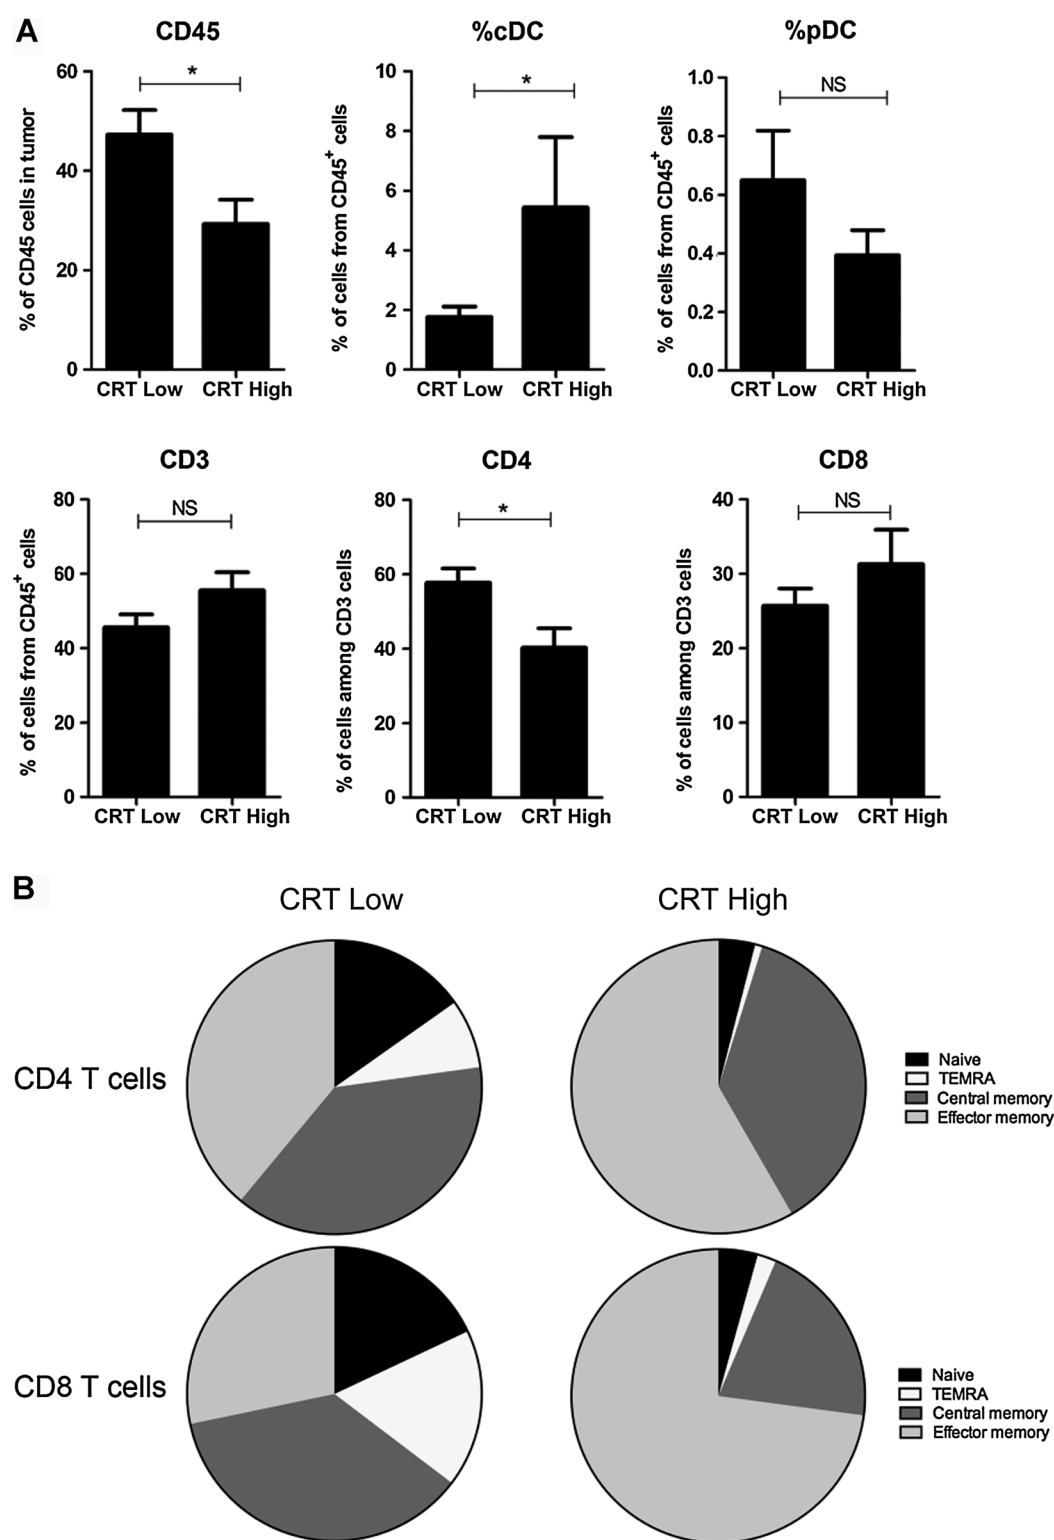 A
CD45
%cDC
%pDC
% of CD45 cells in tumor
60
40
20
0
*
CRT Low
CRT High
% of cells from CD45+ cells
10
8
6
4
2
0
*
CRT Low
CRT High
% of cells from CD45+ cells
1.0
0.8
0.6
0.4
0.2
0.0
NS
CRT Low
CRT High
CD3
CD4
CD8
% of cells from CD45+ cells
80
60
40
20
0
NS
CRT Low
CRT High
% of cells among CD3 cells
80
60
40
20
0
*
CRT Low
CRT High
% of cells among CD3 cells
40
30
20
10
0
NS
CRT Low
CRT High
B
CRT Low
CRT High
CD4 T cells
Naive
TEMRA
Central memory
Effector memory
CD8 T cells
Naive
TEMRA
Central memory
Effector memory